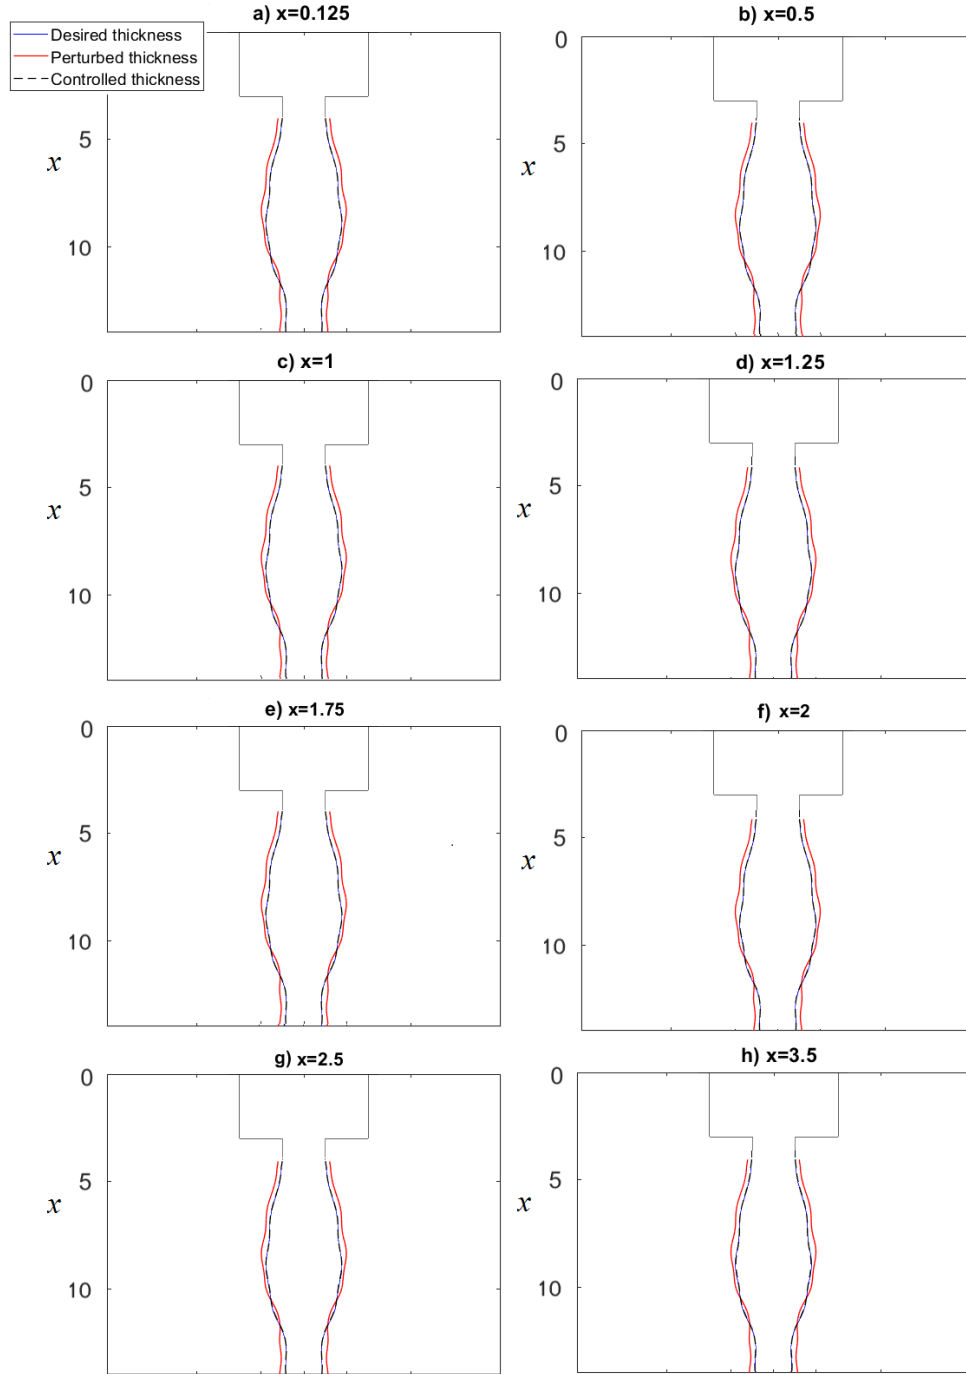 a) x=0.125
b) x=0.5
Desired thickness
Perturbed thickness
Controlled thickness
0
5
5
x
x
10
10
c) x=1
d) x=1.25
0
0
5
5
x
x
10
10
e) x=1.75
f) x=2
0
0
5
5
x
x
10
10
g) x=2.5
h) x=3.5
0
0
5
5
x
x
10
10